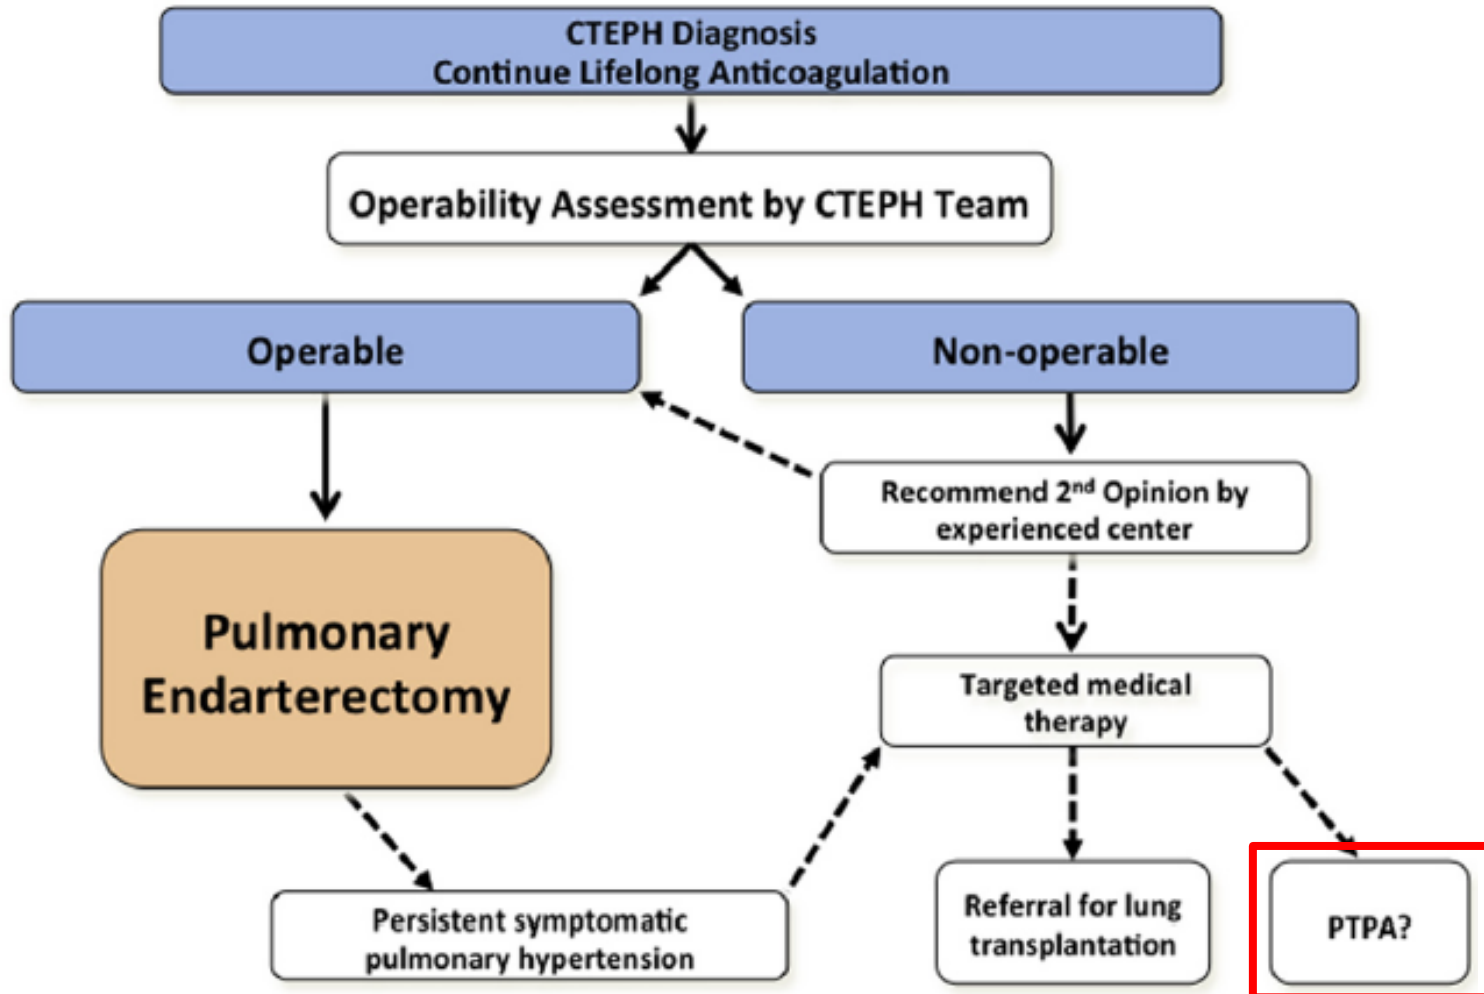 CTEPH Diagnosis
Continue Lifelong Anticoagulation
Operability Assessment by CTEPH Team
Operable
Non-operable
Recommend 2nd Opinion by
experienced center
Pulmonary
Endarterectomy
Targeted medical
therapy
Persistent symptomatic
pulmonary hypertension
Referral for lung
transplantation
PTPA?